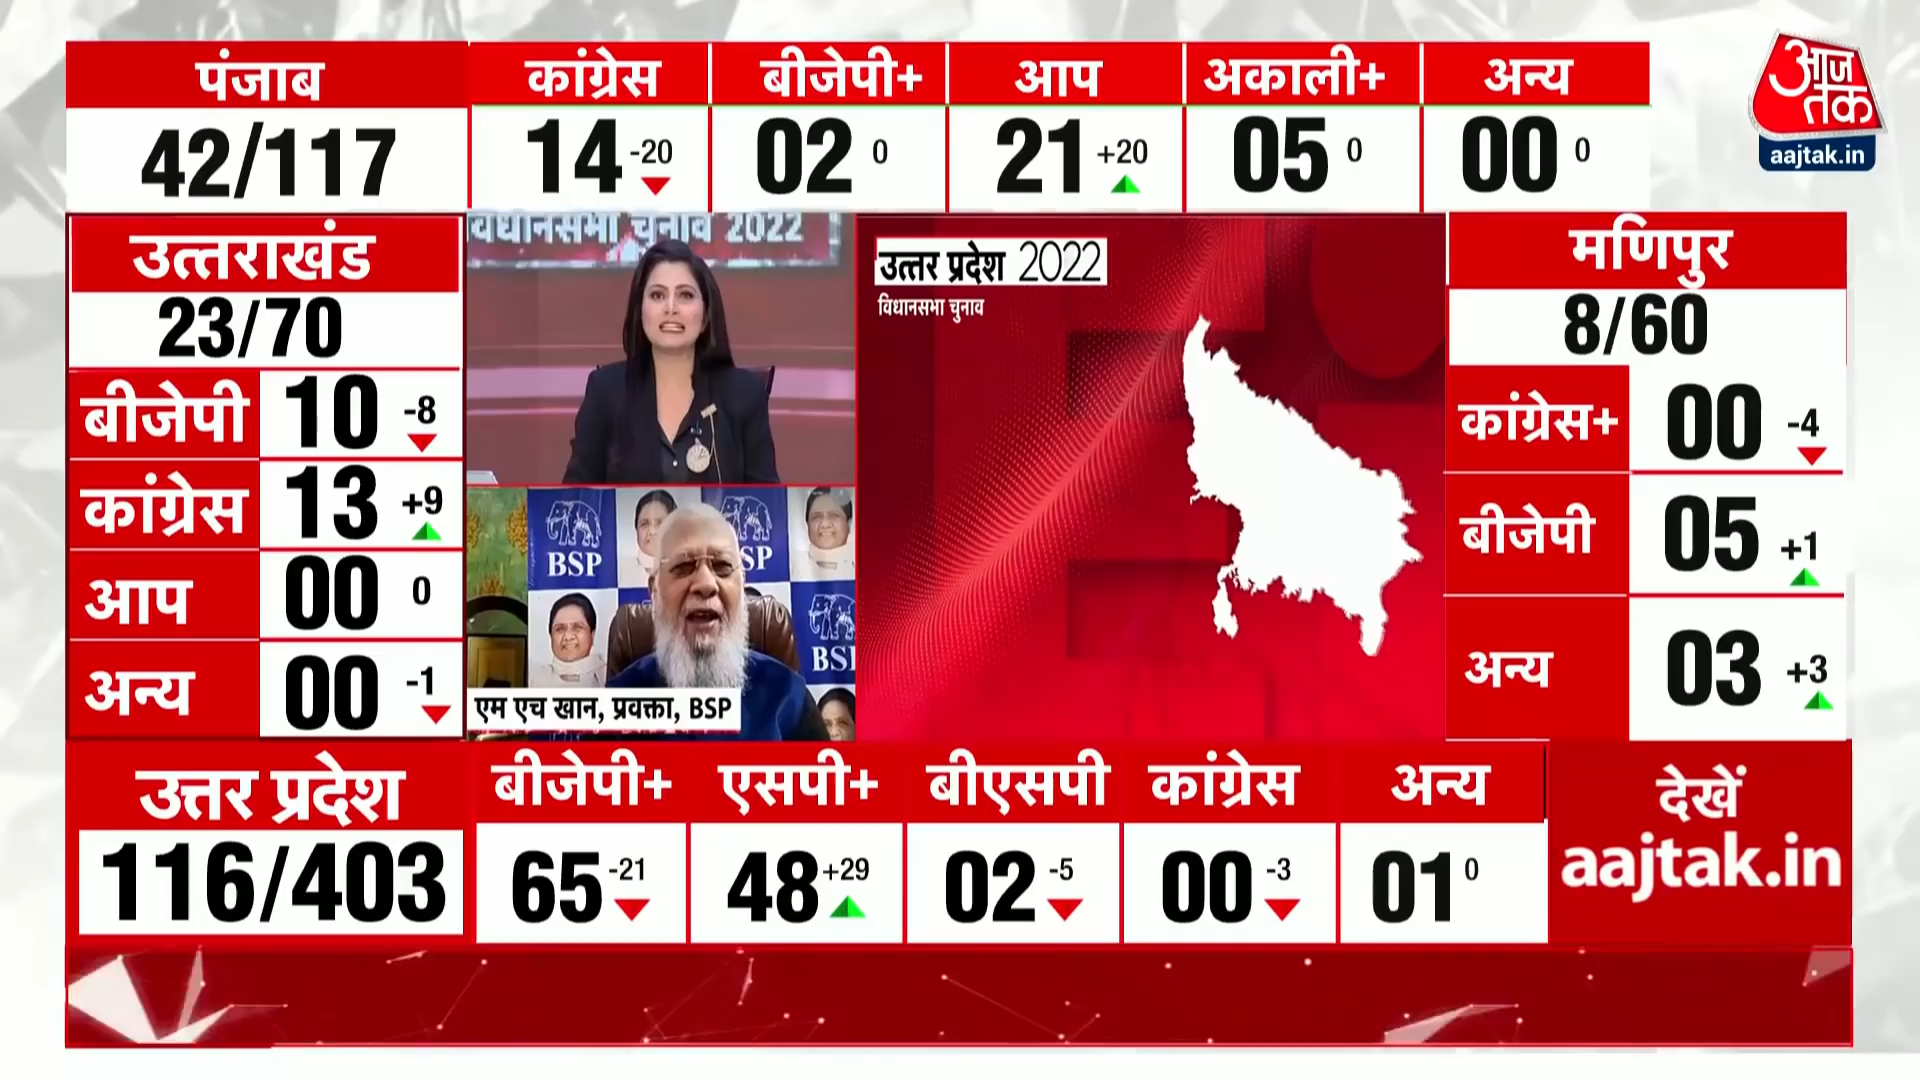 पंजाब
42/117
कांग्रेस
14 -20
बीजेपी+
02 0
आप
21 +20
अकाली+
05 0
अन्य
00 0
आज
तक
aajtak.in
उत्तराखंड
23/70
बीजेपी 10 -8
कांग्रेस 13 +9
आप 00 0
अन्य 00 -1
विधानसभा चुनाव 2022
BSP
SP
BSP
एम एच खान, प्रवक्ता, BSP
उत्तर प्रदेश 2022
विधानसभा चुनाव
मणिपुर
8/60
कांग्रेस+ 00 -4
बीजेपी 05 +1
अन्य 03 +3
उत्तर प्रदेश
116/403
बीजेपी+
65 -21
एसपी+
48 +29
बीएसपी
02 -5
कांग्रेस
00 -3
अन्य
01 0
देखें
aajtak.in